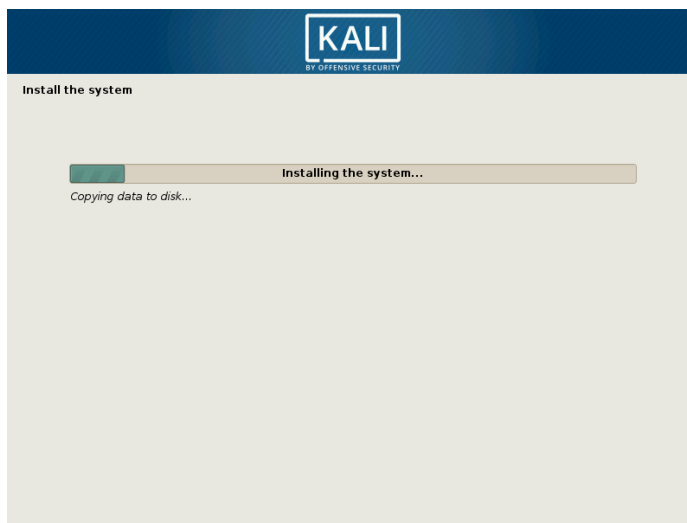 KALI
BY OFFENSIVE SECURITY
Install the system
Installing the system...
Copying data to disk...